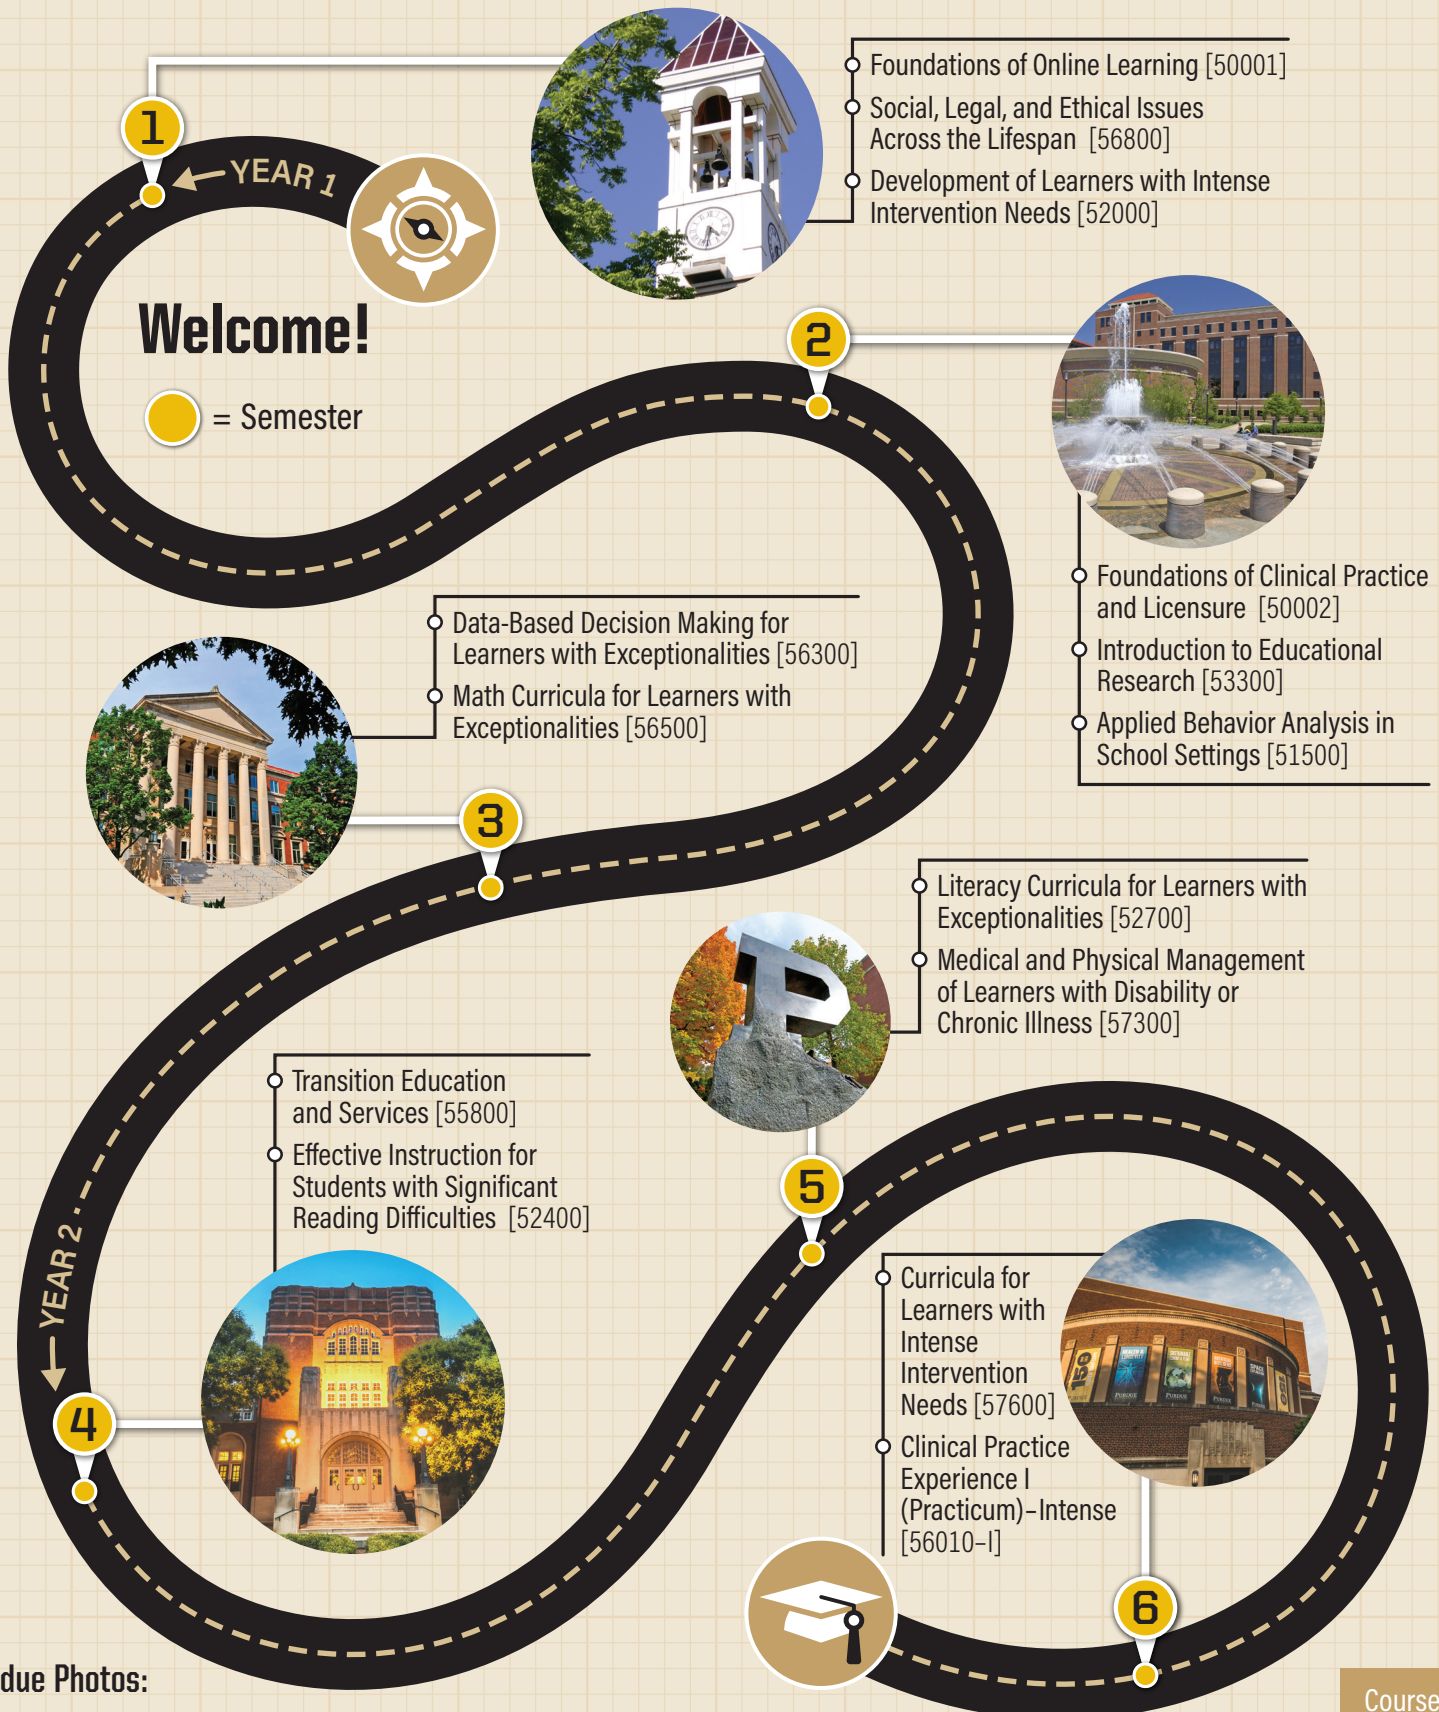 1
YEAR 1
Foundations of Online Learning [50001]
Social, Legal, and Ethical Issues
Across the Lifespan [56800]
Development of Learners with Intense
Intervention Needs [52000]
Welcome!
= Semester
2
Foundations of Clinical Practice
and Licensure [50002]
Introduction to Educational
Research [53300]
Applied Behavior Analysis in
School Settings [51500]
Data-Based Decision Making for
Learners with Exceptionalities [56300]
Math Curricula for Learners with
Exceptionalities [56500]
3
Literacy Curricula for Learners with
Exceptionalities [52700]
Medical and Physical Management
of Learners with Disability or
Chronic Illness [57300]
P
5
Transition Education
and Services [55800]
Effective Instruction for
Students with Significant
Reading Difficulties [52400]
YEAR 2
4
Curricula for
Learners with
Intense
Intervention
Needs [57600]
Clinical Practice
Experience I
(Practicum)–Intense
[56010–I]
150
PURDUE
PURDUE
PURDUE
150
6
due Photos:
Course